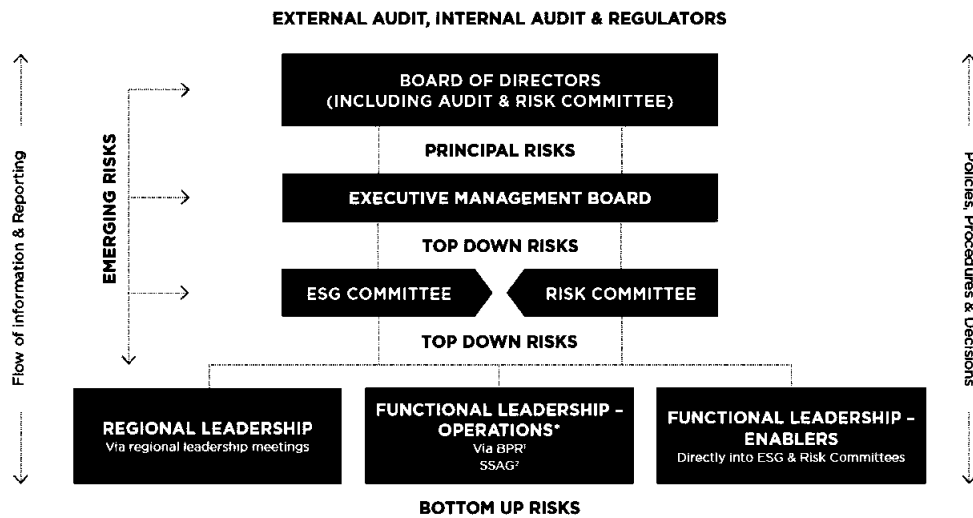 EXTERNAL AUDIT, INTERNAL AUDIT & REGULATORS
BOARD OF DIRECTORS
(INCLUDING AUDIT & RISK COMMITTEE)
PRINCIPAL RISKS
EXECUTIVE MANAGEMENT BOARD
TOP DOWN RISKS
ESG COMMITTEE
RISK COMMITTEE
TOP DOWN RISKS
EMERGING RISKS
Flow of information & Reporting
Policies, Procedures & Decisions
REGIONAL LEADERSHIP
Via regional leadership meetings
FUNCTIONAL LEADERSHIP –
OPERATIONS*
Via BPR¹
SSAG²
FUNCTIONAL LEADERSHIP –
ENABLERS
Directly into ESG & Risk Committees
BOTTOM UP RISKS